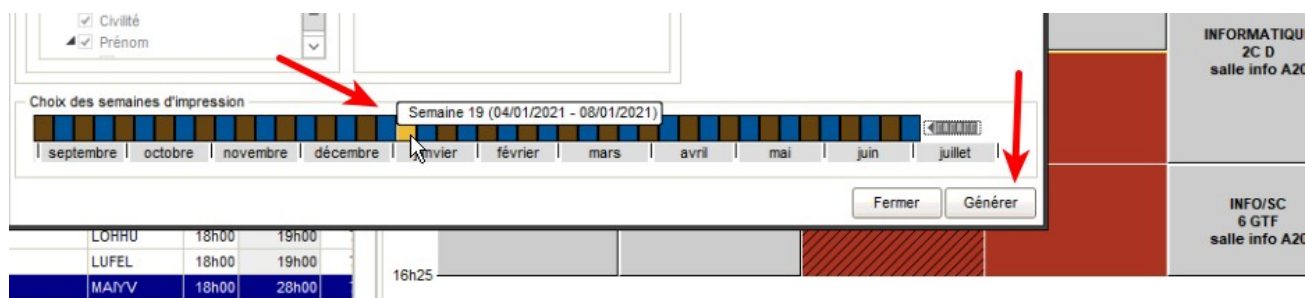 Civilité
Prénom
INFORMATIQU
2C D
salle info A20
Choix des semaines d'impression
Semaine 19 (04/01/2021 - 08/01/2021)
septembre octobre novembre décembre janvier février mars avril mai juin juillet
Fermer Générer
INFO/SC
6 GTF
salle info A20
LOHHU 18h00 19h00
LUFEL 18h00 19h00
16h25
MAIYV 18h00 28h00